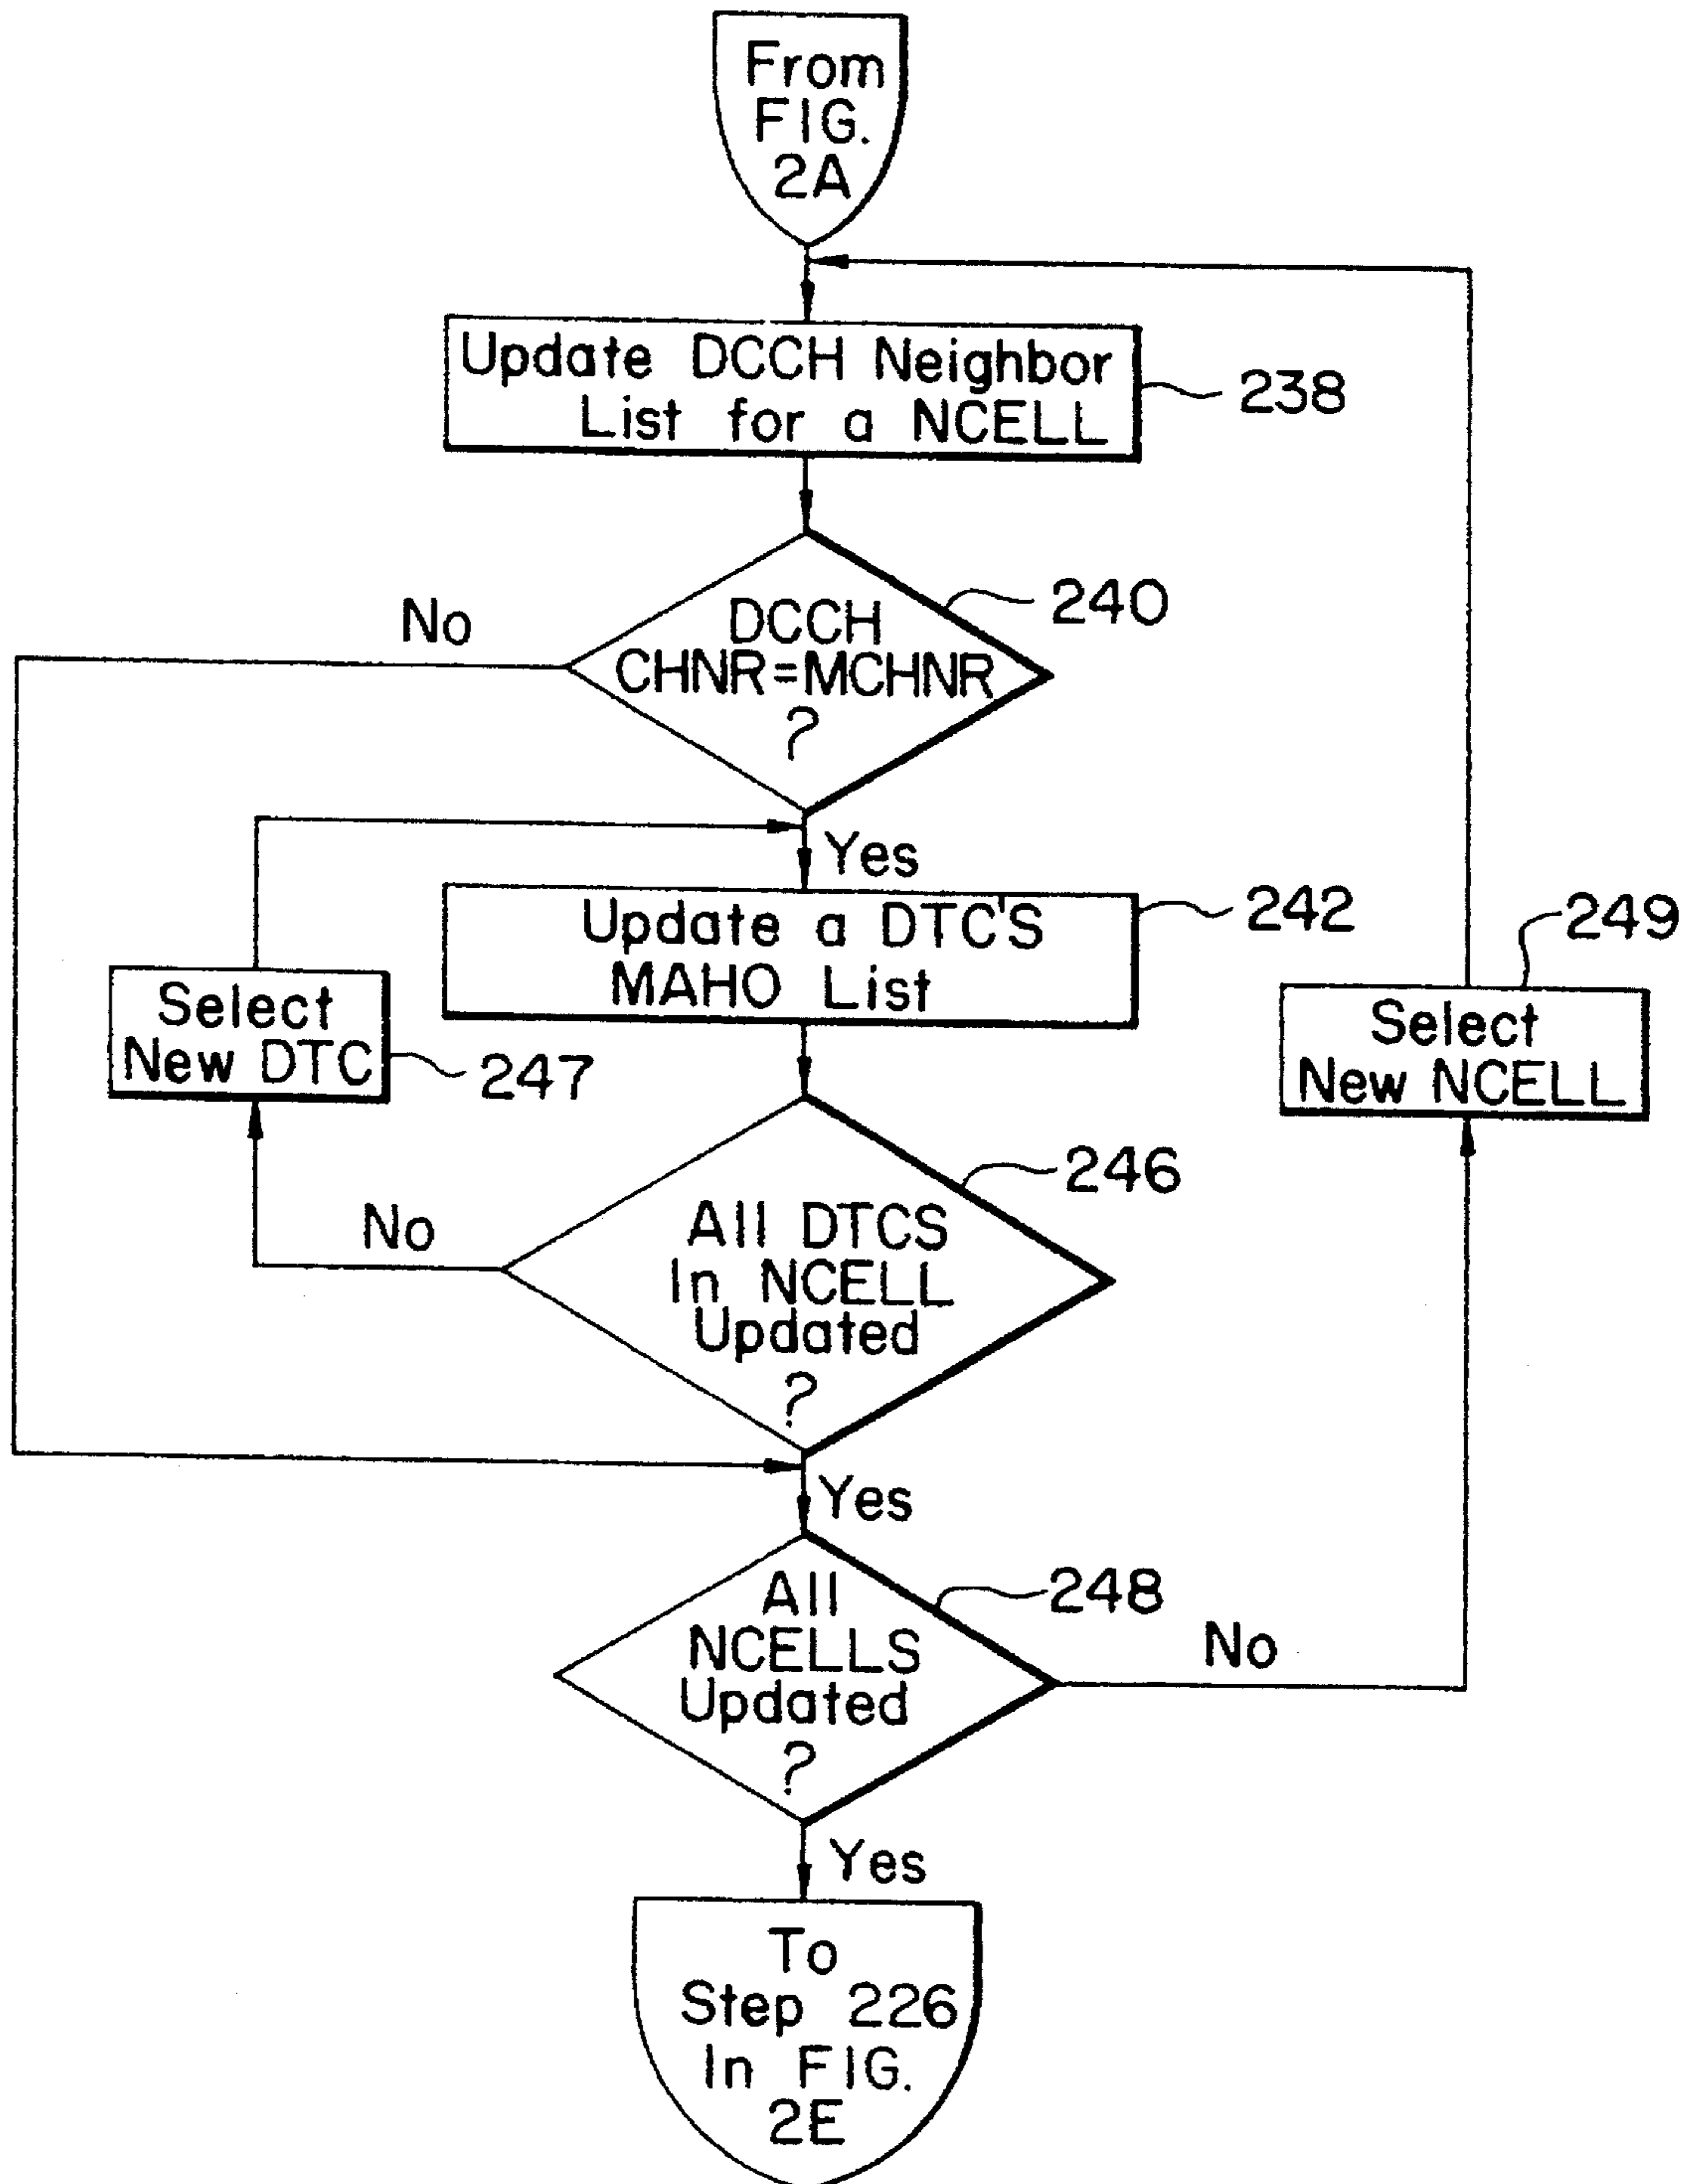 From
FIG.
2A
Update DCCH Neighbor
List for a NCELL
238
DCCH
CHNR=MCHNR
?
240
No
Yes
Update a DTC'S
MAHO List
242
Select
New DTC
247
Select
New NCELL
249
All DTCS
In NCELL
Updated
?
246
No
Yes
All
NCELLS
Updated
?
248
No
Yes
To
Step 226
In FIG.
2E